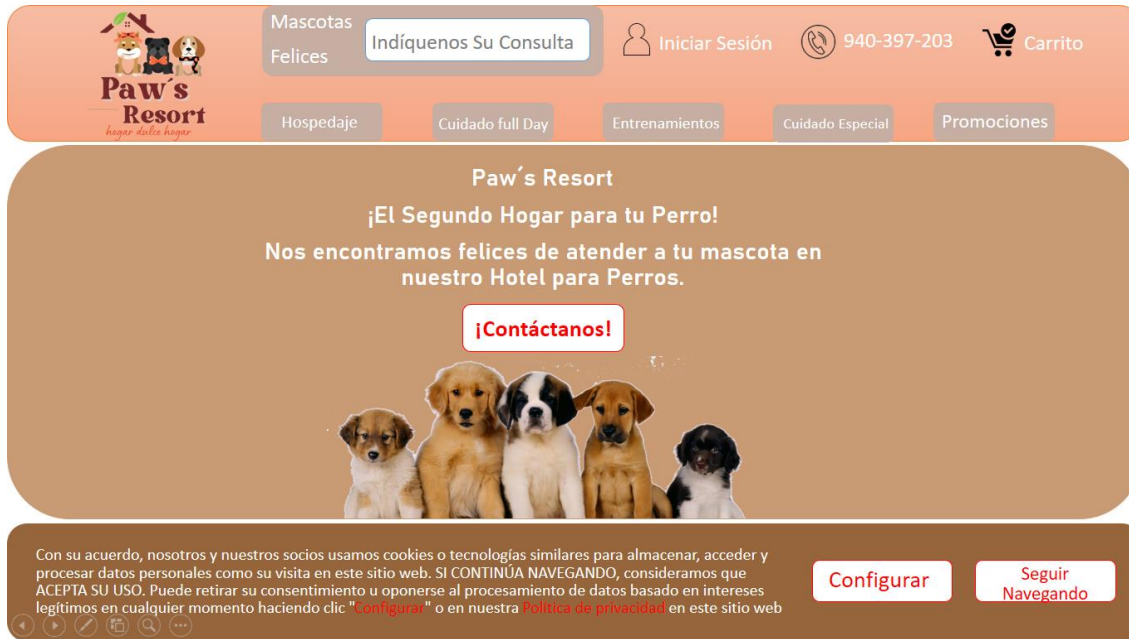 Paw´s
Resort
hogar dulce hogar
Mascotas
Felices
Indíquenos Su Consulta
Iniciar Sesión
940-397-203
Carrito
Hospedaje
Cuidado full Day
Entrenamientos
Cuidado Especial
Promociones
Paw´s Resort
¡El Segundo Hogar para tu Perro!
Nos encontramos felices de atender a tu mascota en
nuestro Hotel para Perros.
¡Contáctanos!
Con su acuerdo, nosotros y nuestros socios usamos cookies o tecnologías similares para almacenar, acceder y
procesar datos personales como su visita en este sitio web. SI CONTINÚA NAVEGANDO, consideramos que
ACEPTA SU USO. Puede retirar su consentimiento u oponerse al procesamiento de datos basado en intereses
legítimos en cualquier momento haciendo clic "Configurar" o en nuestra Política de privacidad en este sitio web
Configurar
Seguir
Navegando